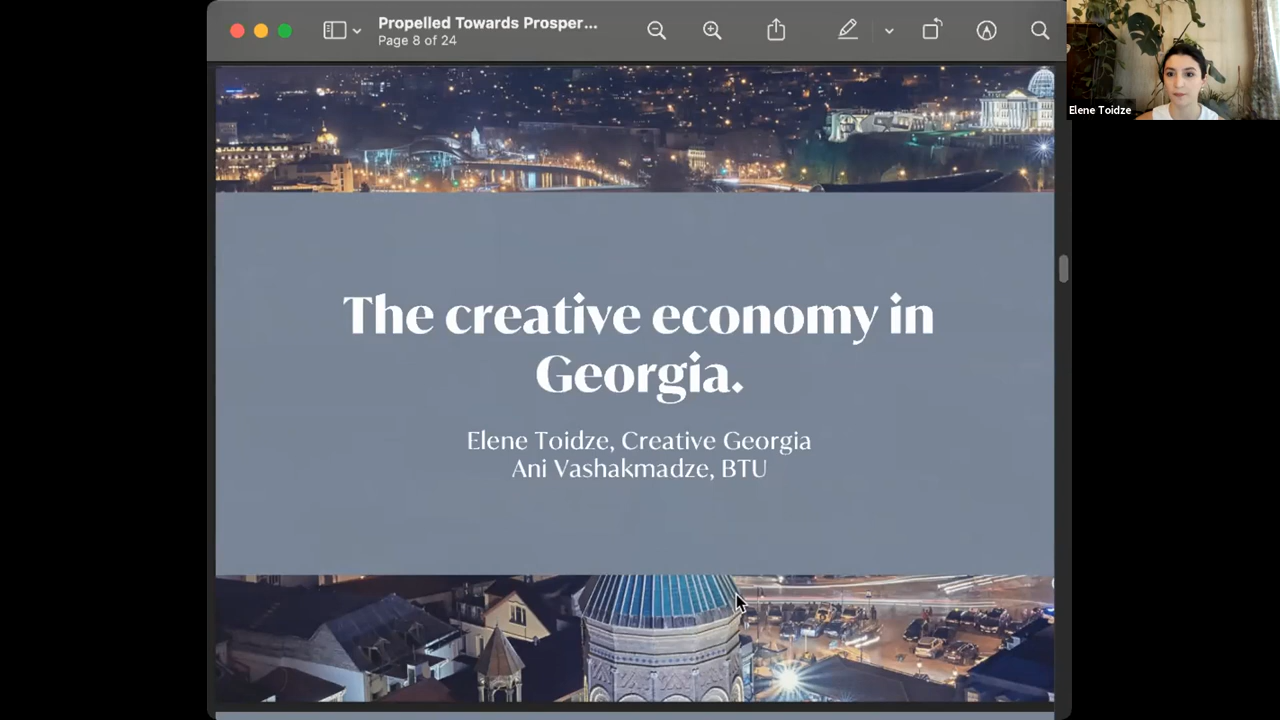 Propelled Towards Prosper...
Page 8 of 24
Elene Toidze
The creative economy in
Georgia.
Elene Toidze, Creative Georgia
Ani Vashakmadze, BTU